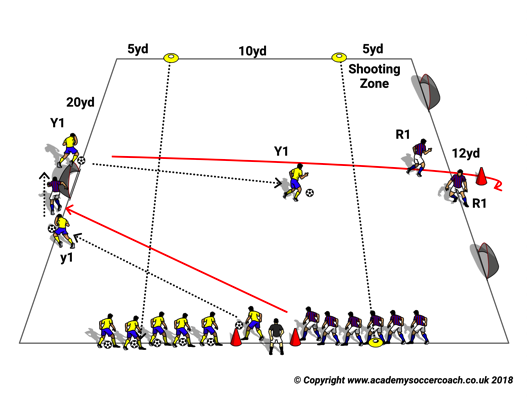 5yd
10yd
5yd
Shooting
Zone
20yd
Y1
Y1
R1
12yd
R1
y1
© Copyright www.academysoccercoach.co.uk 2018